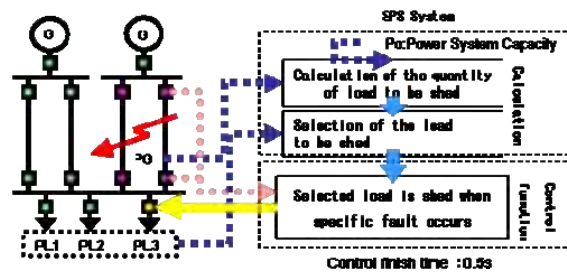 SPS System
G G
Po:Power System Capacity
Calculation of the quantity
of load to be shed
Selection of the load
to be shed
Calculation
PG
Selected load is shed when
specific fault occurs
Control
funution
PL1 PL2 PL3
Control finish time :0.5s